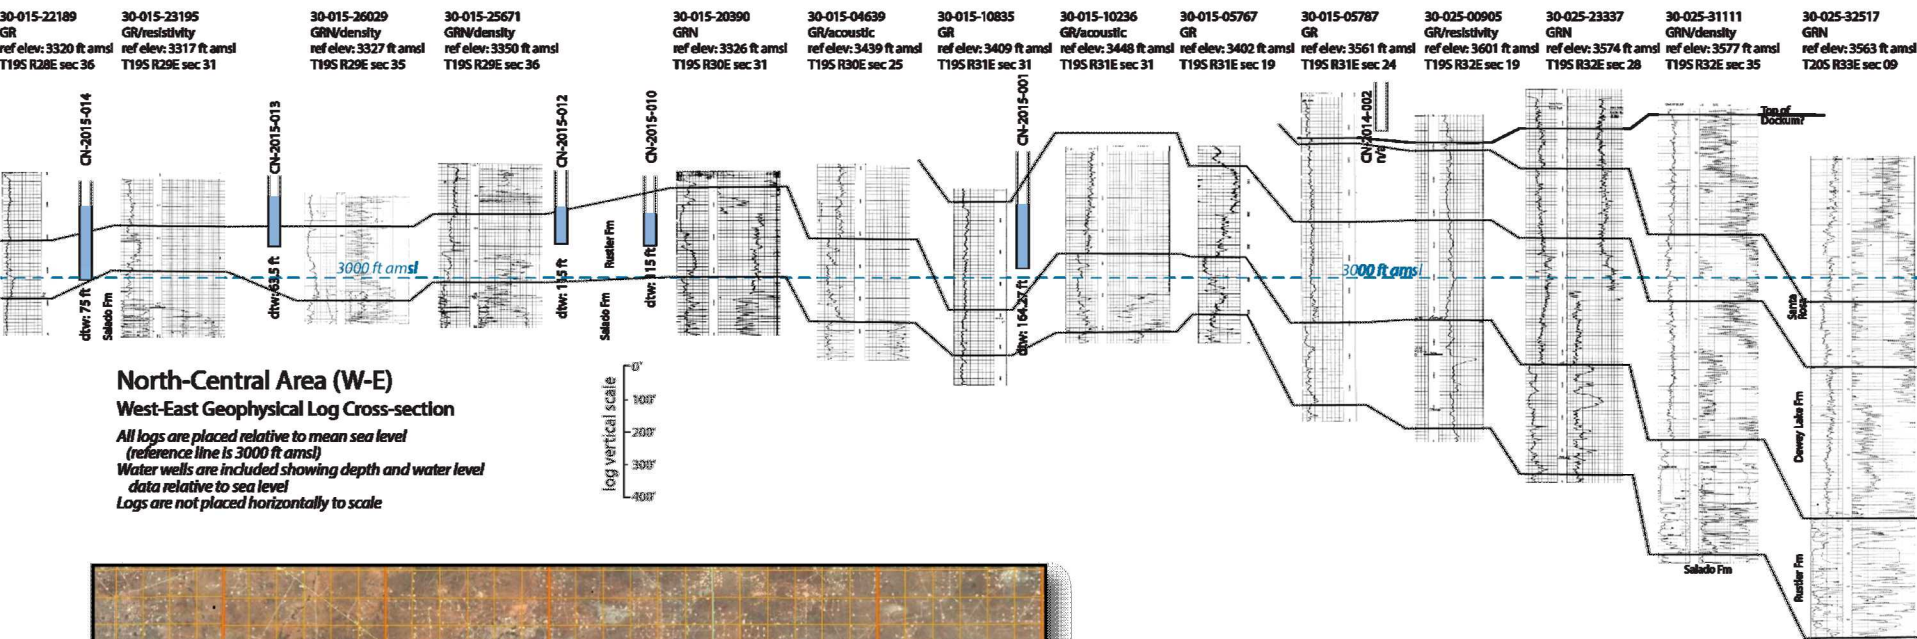 30-015-22189
GR
ref elev: 3320 ft amsl
T19S R28E sec 36
30-015-23195
GR/resistivity
ref elev: 3317 ft amsl
T19S R29E sec 31
30-015-26029
GRN/density
ref elev: 3327 ft amsl
T19S R29E sec 35
30-015-25671
GRN/density
ref elev: 3350 ft amsl
T19S R29E sec 36
30-015-20390
GRN
ref elev: 3326 ft amsl
T19S R30E sec 31
30-015-04639
GR/acoustic
ref elev: 3439 ft amsl
T19S R30E sec 25
30-015-10835
GR
ref elev: 3409 ft amsl
T19S R31E sec 31
30-015-10236
GR/acoustic
ref elev: 3448 ft amsl
T19S R31E sec 31
30-015-05767
GR
ref elev: 3402 ft amsl
T19S R31E sec 19
30-015-05787
GR
ref elev: 3561 ft amsl
T19S R31E sec 24
30-025-00905
GR/resistivity
ref elev: 3601 ft amsl
T19S R32E sec 19
30-025-23337
GRN
ref elev: 3574 ft amsl
T19S R32E sec 28
30-025-31111
GRN/density
ref elev: 3577 ft amsl
T19S R32E sec 35
30-025-32517
GRN
ref elev: 3563 ft amsl
T20S R33E sec 09
CN-2015-014
CN-2015-013
CN-2015-012
CN-2015-010
CN-2015-001
CN-2014-002
n/a
Top of
Dockum?
Rustler Fm
3000 ft amsl
3000 ft amsl
dtw: 75 ft
Salado Fm
dtw: 63.5 ft
dtw: 115 ft
Salado Fm
dtw: 115 ft
dtw: 164.27 ft
Santa
Rosa
North-Central Area (W-E)
West-East Geophysical Log Cross-section
All logs are placed relative to mean sea level
(reference line is 3000 ft amsl)
Water wells are included showing depth and water level
data relative to sea level
Logs are not placed horizontally to scale
log vertical scale
0'
100'
200'
300'
400'
Dewey Lake Fm
Salado Fm
Rustler Fm